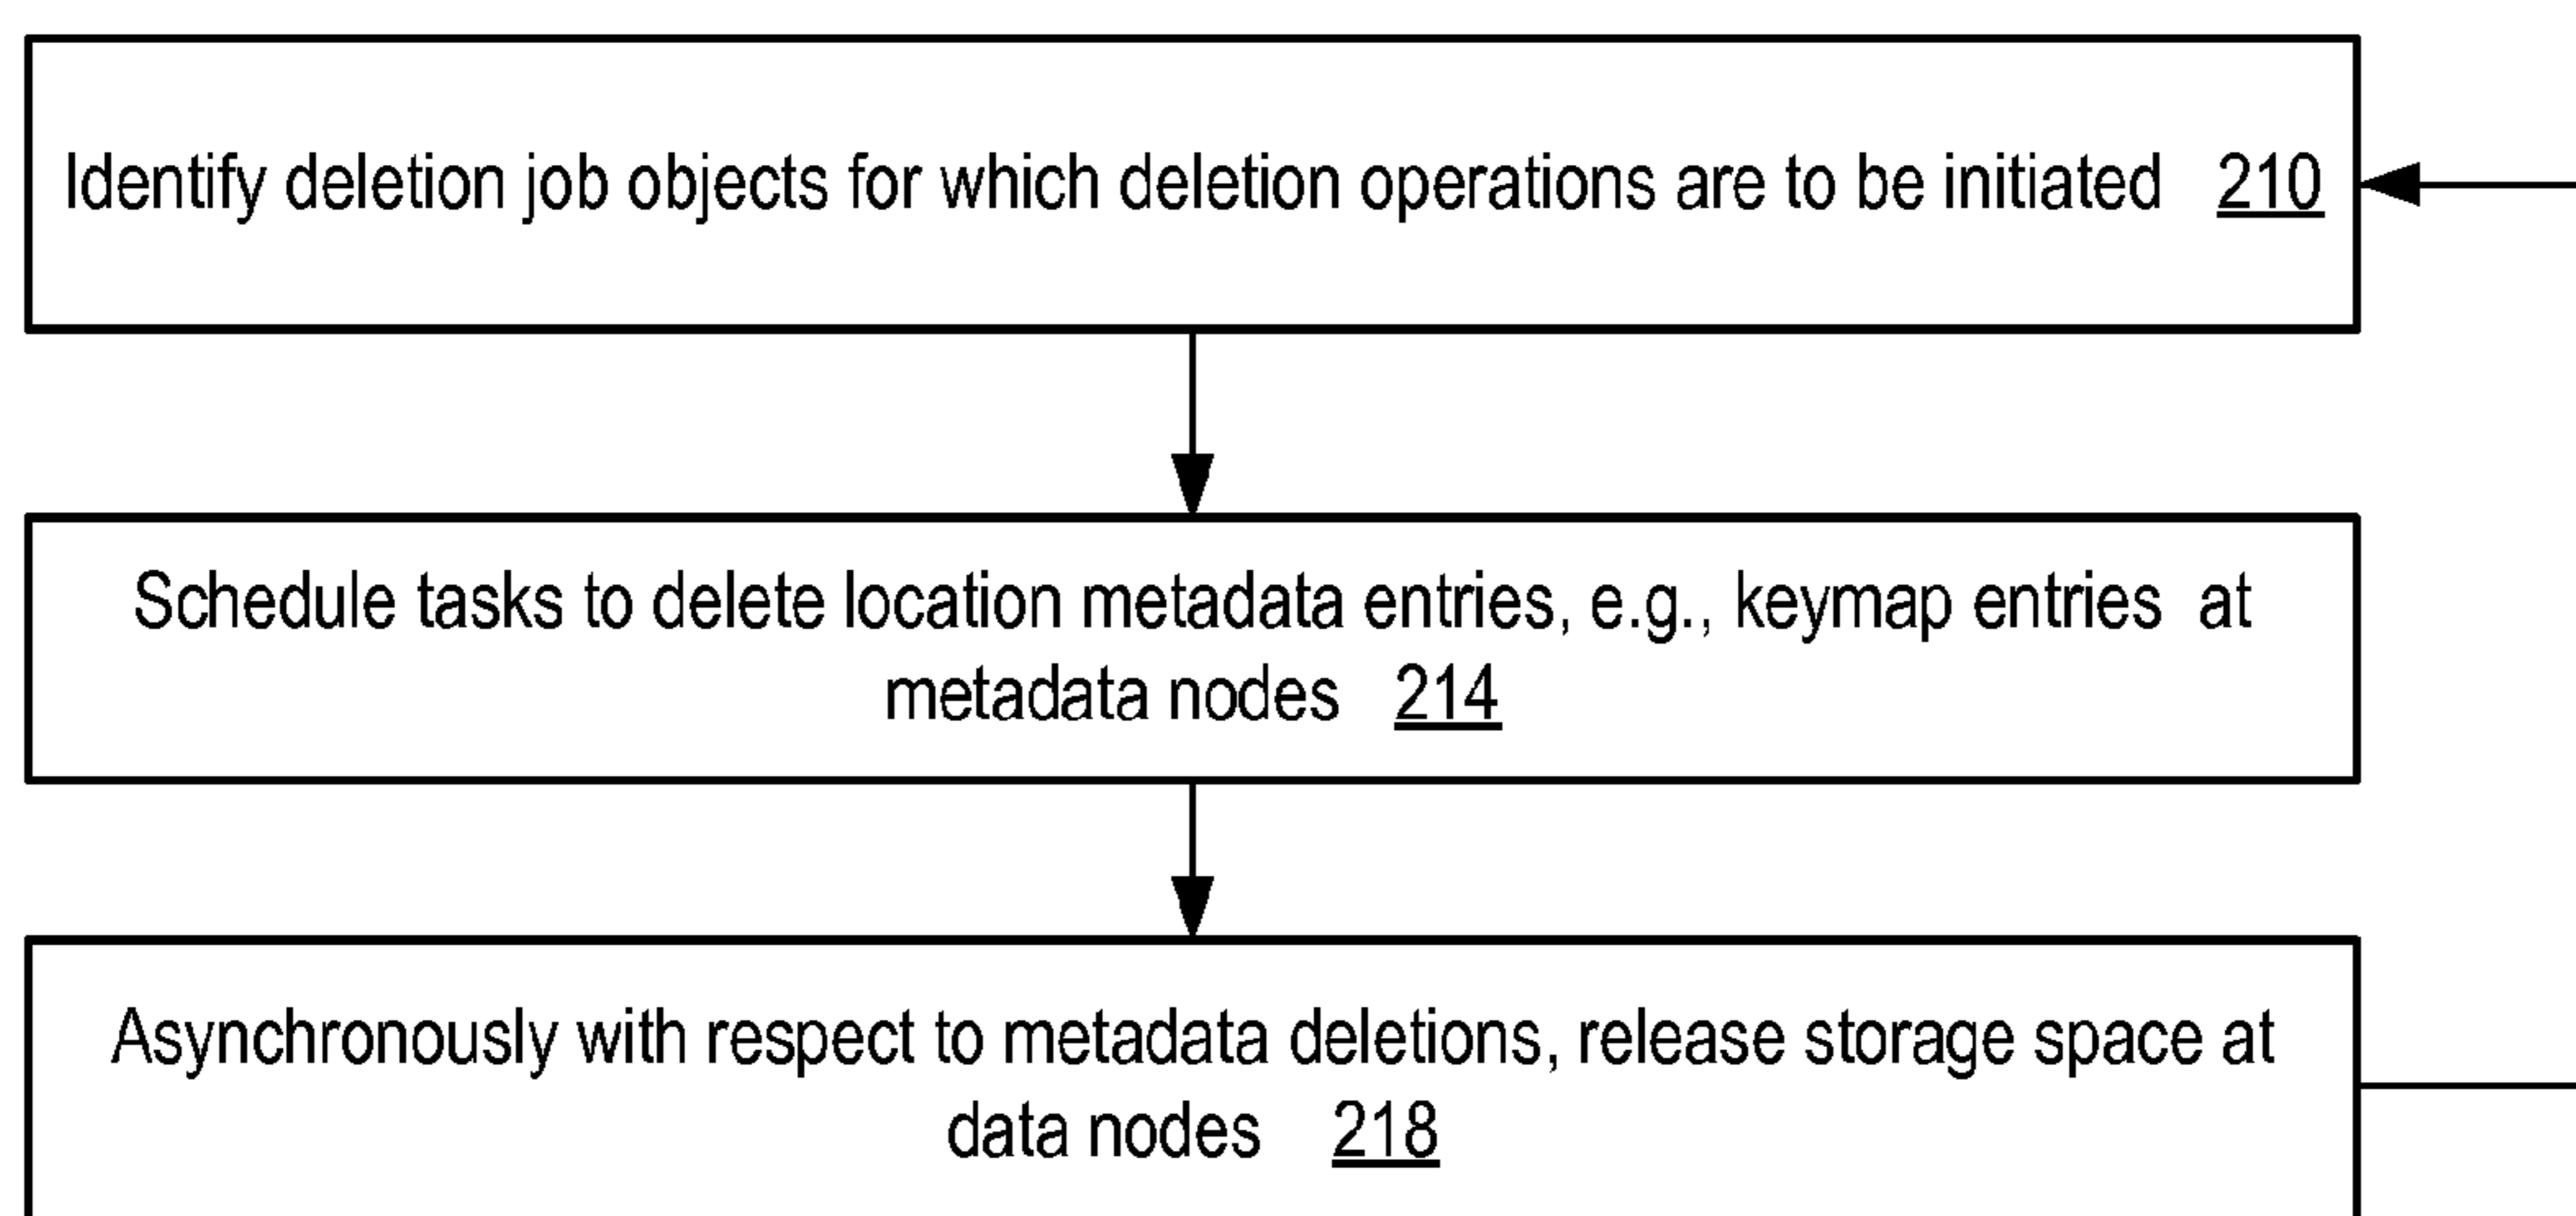 Identify deletion job objects for which deletion operations are to be initiated 210
Schedule tasks to delete location metadata entries, e.g., keymap entries at
metadata nodes 214
Asynchronously with respect to metadata deletions, release storage space at
data nodes 218